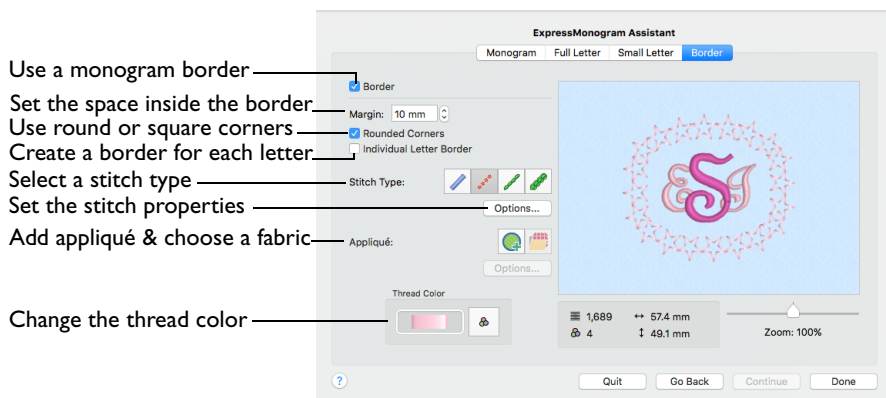 ExpressMonogram Assistant
Monogram Full Letter Small Letter Border
Use a monogram border
Border
Set the space inside the border
Margin: 10 mm
Use round or square corners
Rounded Corners
Create a border for each letter
Individual Letter Border
Select a stitch type
Stitch Type:
Set the stitch properties
Options...
Add appliqué & choose a fabric
Appliqué:
Options...
Thread Color
Change the thread color
1,689 ↔ 57.4 mm
4 ↕ 49.1 mm
Zoom: 100%
? Quit Go Back Continue Done